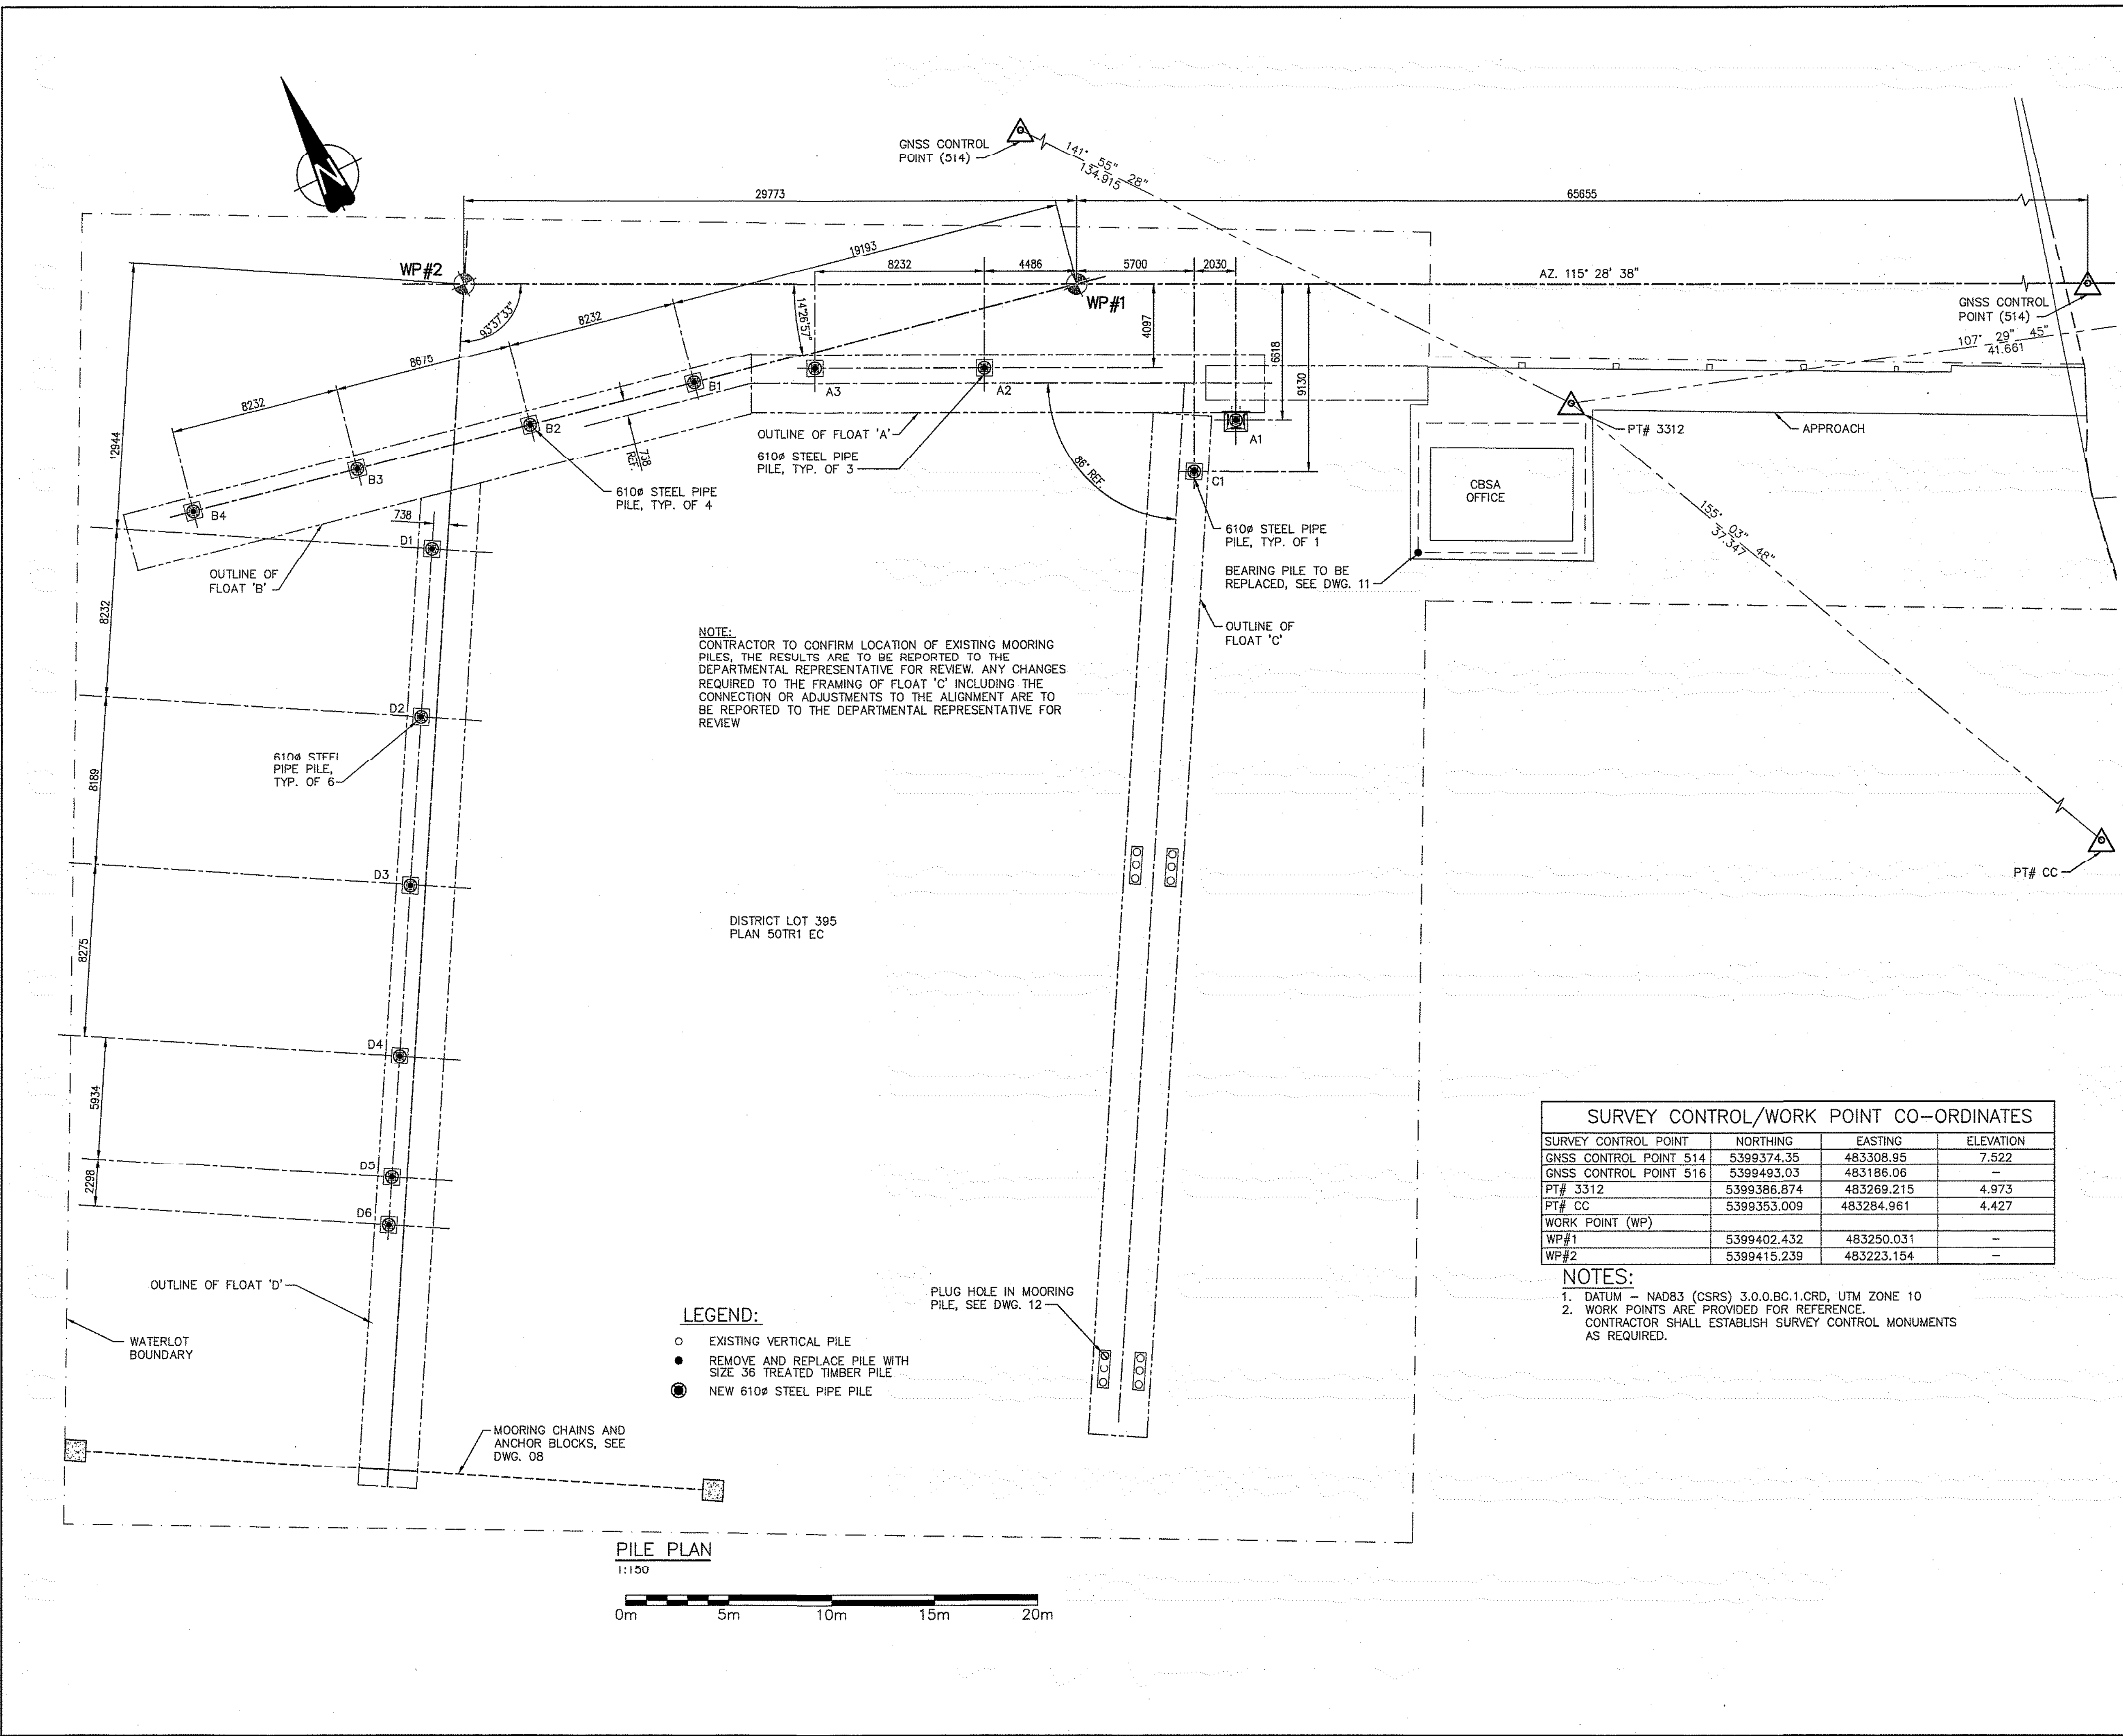 GNSS CONTROL
POINT (514)
141° 55" 28"
134.915
29773
65655
19193
8232
4486
5700
2030
AZ. 115° 28' 38"
WP#2
WP#1
GNSS CONTROL
POINT (514)
107° 29" 45"
41.661
93°37'33"
14°26'57"
8232
8675
8232
4097
6618
9130
12944
B1
B2
B3
B4
A3
A2
A1
C1
738
REF.
86° REF.
OUTLINE OF FLOAT 'A'
610ø STEEL PIPE
PILE, TYP. OF 3
PT# 3312
APPROACH
CBSA
OFFICE
610ø STEEL PIPE
PILE, TYP. OF 4
738
D1
610ø STEEL PIPE
PILE, TYP. OF 1
BEARING PILE TO BE
REPLACED, SEE DWG. 11
155° 03" 48"
37.347
OUTLINE OF
FLOAT 'B'
OUTLINE OF
FLOAT 'C'
8232
NOTE:
CONTRACTOR TO CONFIRM LOCATION OF EXISTING MOORING
PILES, THE RESULTS ARE TO BE REPORTED TO THE
DEPARTMENTAL REPRESENTATIVE FOR REVIEW. ANY CHANGES
REQUIRED TO THE FRAMING OF FLOAT 'C' INCLUDING THE
CONNECTION OR ADJUSTMENTS TO THE ALIGNMENT ARE TO
BE REPORTED TO THE DEPARTMENTAL REPRESENTATIVE FOR
REVIEW
D2
610ø STEEL
PIPE PILE,
TYP. OF 6
8189
D3
PT# CC
DISTRICT LOT 395
PLAN 50TR1 EC
8275
D4
5934
D5
2298
D6
SURVEY CONTROL/WORK POINT CO-ORDINATES
SURVEY CONTROL POINT NORTHING EASTING ELEVATION
GNSS CONTROL POINT 514 5399374.35 483308.95 7.522
GNSS CONTROL POINT 516 5399493.03 483186.06 –
PT# 3312 5399386.874 483269.215 4.973
PT# CC 5399353.009 483284.961 4.427
WORK POINT (WP)
WP#1 5399402.432 483250.031 –
WP#2 5399415.239 483223.154 –
NOTES:
1. DATUM – NAD83 (CSRS) 3.0.0.BC.1.CRD, UTM ZONE 10
2. WORK POINTS ARE PROVIDED FOR REFERENCE.
CONTRACTOR SHALL ESTABLISH SURVEY CONTROL MONUMENTS
AS REQUIRED.
OUTLINE OF FLOAT 'D'
WATERLOT
BOUNDARY
PLUG HOLE IN MOORING
PILE, SEE DWG. 12
LEGEND:
EXISTING VERTICAL PILE
REMOVE AND REPLACE PILE WITH
SIZE 36 TREATED TIMBER PILE
NEW 610ø STEEL PIPE PILE
MOORING CHAINS AND
ANCHOR BLOCKS, SEE
DWG. 08
PILE PLAN
1:150
0m 5m 10m 15m 20m
N